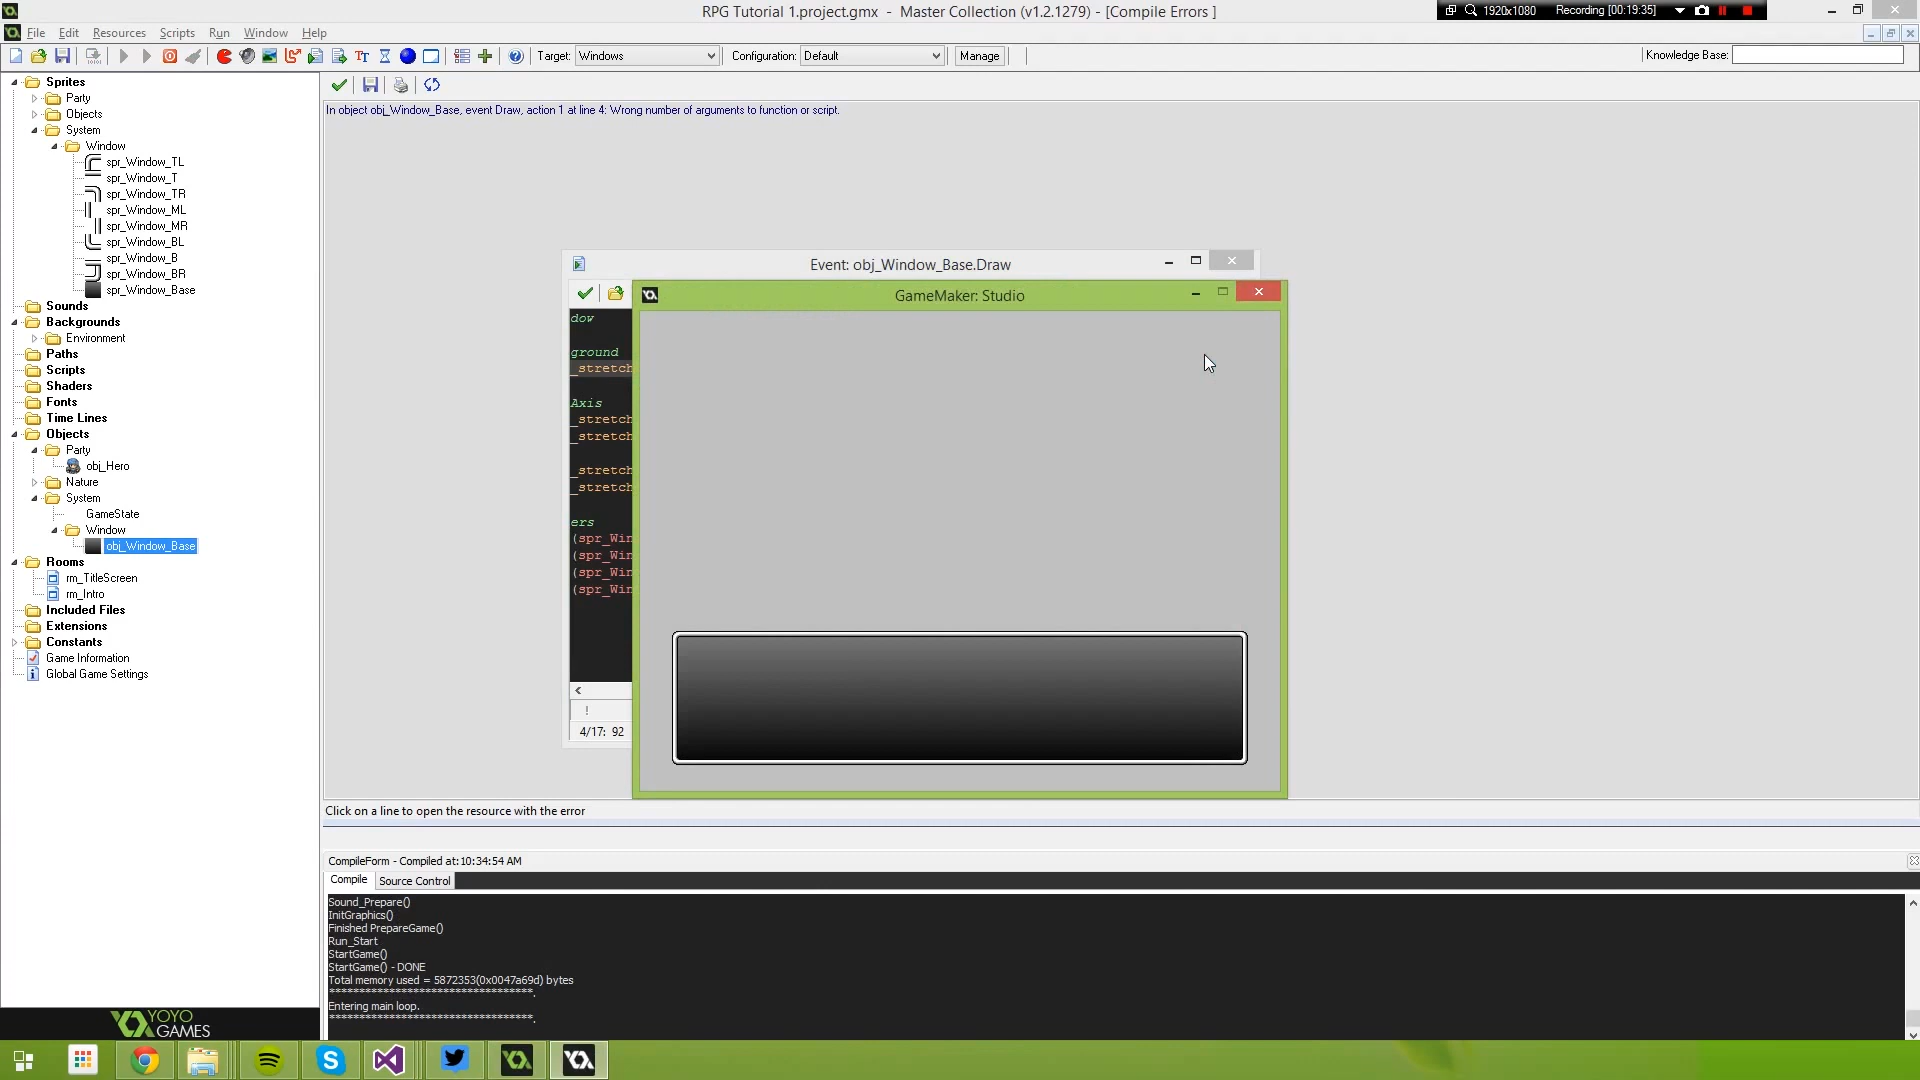 RPG Tutorial 1.project.gmx - Master Collection (v1.2.1279) - [Compile Errors ]
1920x1080 Recording [00:19:35]
File Edit Resources Scripts Run Window Help
Target: Windows Configuration: Default Manage Knowledge Base:
Sprites
Party
Objects
System
Window
spr_Window_TL
spr_Window_T
spr_Window_TR
spr_Window_ML
spr_Window_MR
spr_Window_BL
spr_Window_B
spr_Window_BR
spr_Window_Base
Sounds
Backgrounds
Environment
Paths
Scripts
Shaders
Fonts
Time Lines
Objects
Party
obj_Hero
Nature
System
GameState
Window
obj_Window_Base
Rooms
rm_TitleScreen
rm_Intro
Included Files
Extensions
Constants
Game Information
Global Game Settings
YOYO
GAMES
In object obj_Window_Base, event Draw, action 1 at line 4: Wrong number of arguments to function or script.
Event: obj_Window_Base.Draw
GameMaker: Studio
dow
ground
_stretch
Axis
_stretch
_stretch
_stretch
_stretch
ers
(spr_Win
(spr_Win
(spr_Win
(spr_Win
!
4/17: 92
Click on a line to open the resource with the error
CompileForm - Compiled at:10:34:54 AM
Compile Source Control
Sound_Prepare()
InitGraphics()
Finished PrepareGame()
Run_Start
StartGame()
StartGame() - DONE
Total memory used = 5872353(0x0047a69d) bytes
**********************************.
Entering main loop.
**********************************.